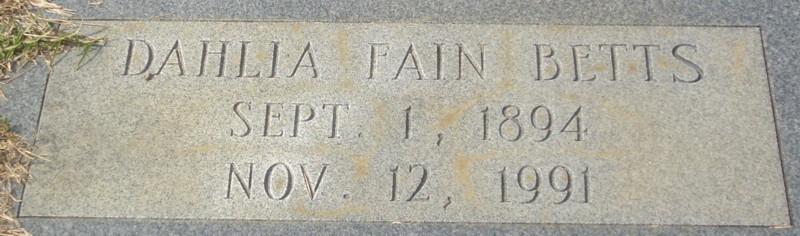 DAHLIA FAIN BETTS
SEPT. 1, 1894
NOV. 12, 1991